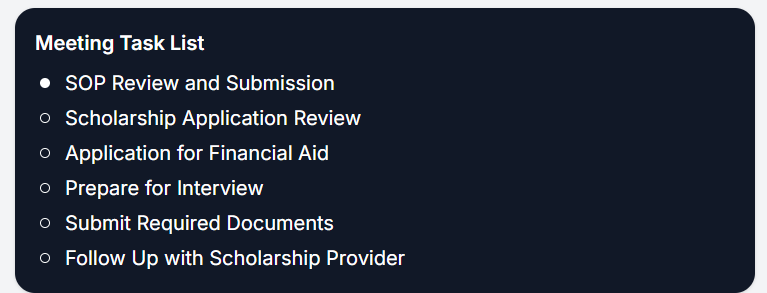 Meeting Task List
SOP Review and Submission
Scholarship Application Review
Application for Financial Aid
Prepare for Interview
Submit Required Documents
Follow Up with Scholarship Provider